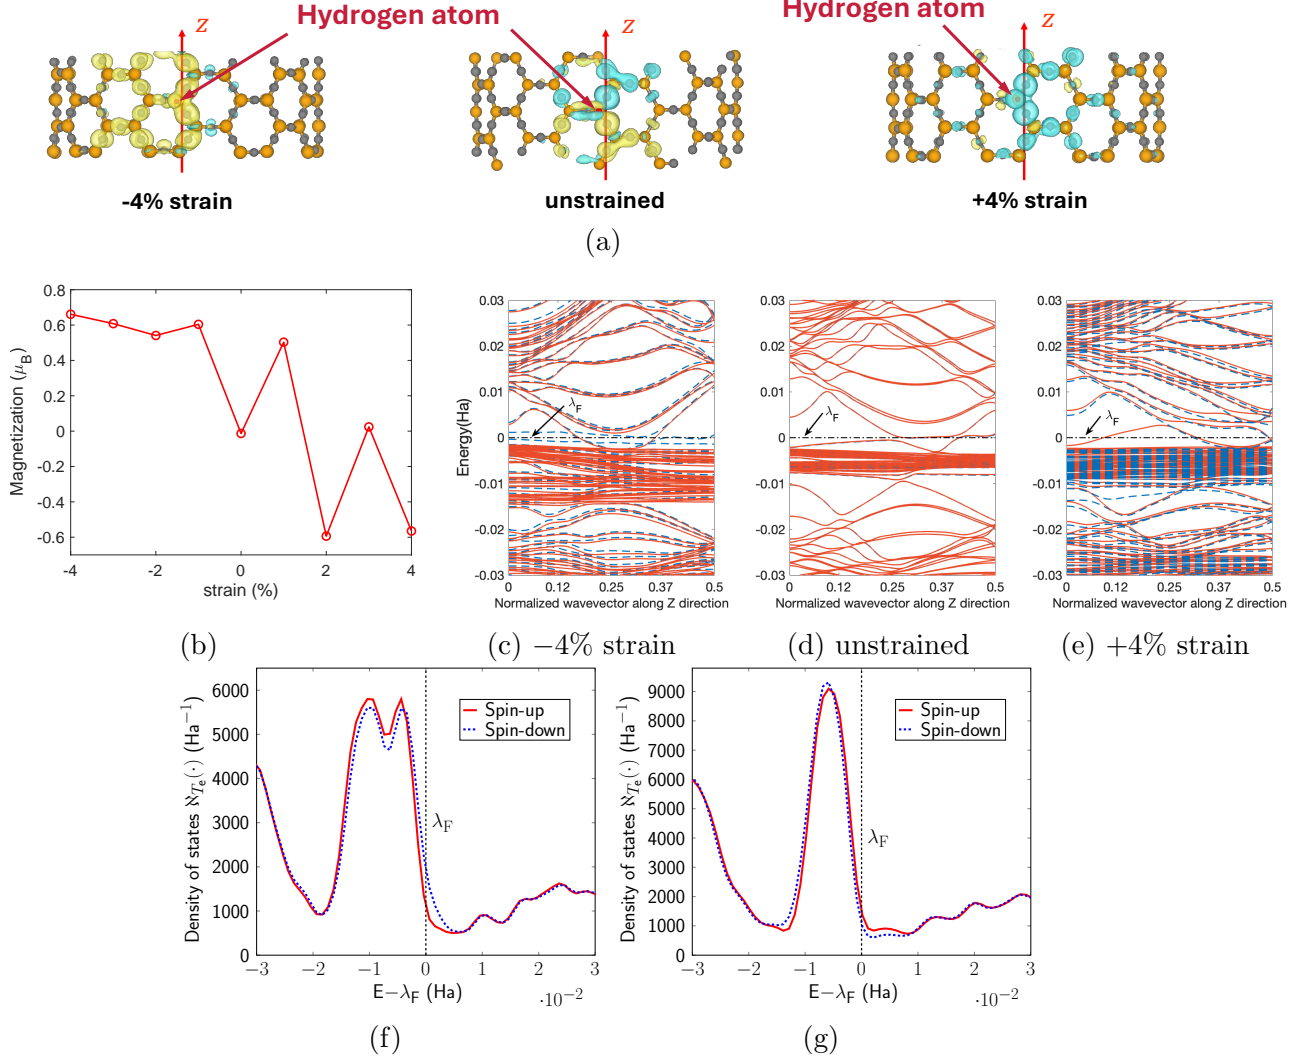 Hydrogen atom
Hydrogen atom
Z
Z
Z
-4% strain
unstrained
+4% strain
(a)
0.8
0.6
0.4
0.2
0
-0.2
-0.4
-0.6
Magnetization (μB)
-4
-2
0
2
4
strain (%)
0.03
0.02
0.01
0
-0.01
-0.02
-0.03
Energy(Ha)
λF
0
0.12
0.25
0.37
0.5
Normalized wavevector along Z direction
0.03
0.02
0.01
0
-0.01
-0.02
-0.03
λF
0
0.12
0.25
0.37
0.5
Normalized wavevector along Z direction
0.03
0.02
0.01
0
-0.01
-0.02
-0.03
λF
0
0.12
0.25
0.37
0.5
Normalized wavevector along Z direction
(b)
(c) −4% strain
(d) unstrained
(e) +4% strain
6000
5000
4000
3000
2000
1000
0
Density of states ℵTe(·) (Ha−1)
Spin-up
Spin-down
λF
−3
−2
−1
0
1
2
3
E−λF (Ha)
·10−2
9000
8000
7000
6000
5000
4000
3000
2000
1000
0
Density of states ℵTe(·) (Ha−1)
Spin-up
Spin-down
λF
−3
−2
−1
0
1
2
3
E−λF (Ha)
·10−2
(f)
(g)